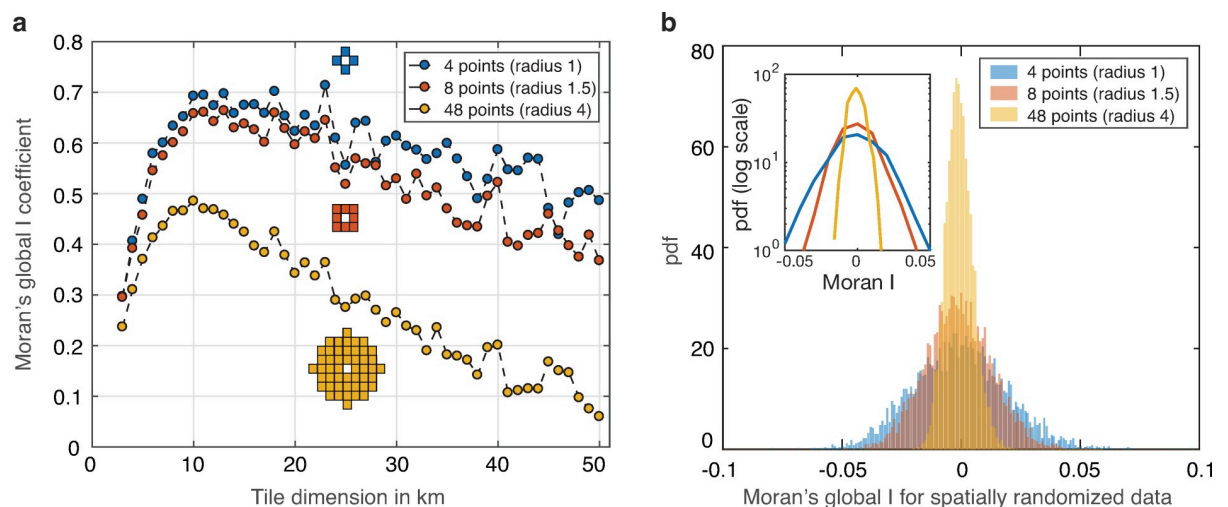 a
0.8
0.7
0.6
0.5
0.4
0.3
0.2
0.1
0
Moran's global I coefficient
4 points (radius 1)
8 points (radius 1.5)
48 points (radius 4)
0 10 20 30 40 50
Tile dimension in km
b
80
60
40
20
0
pdf
4 points (radius 1)
8 points (radius 1.5)
48 points (radius 4)
10²
10¹
10⁰
pdf (log scale)
-0.05 0 0.05
Moran I
-0.1 -0.05 0 0.05 0.1
Moran's global I for spatially randomized data